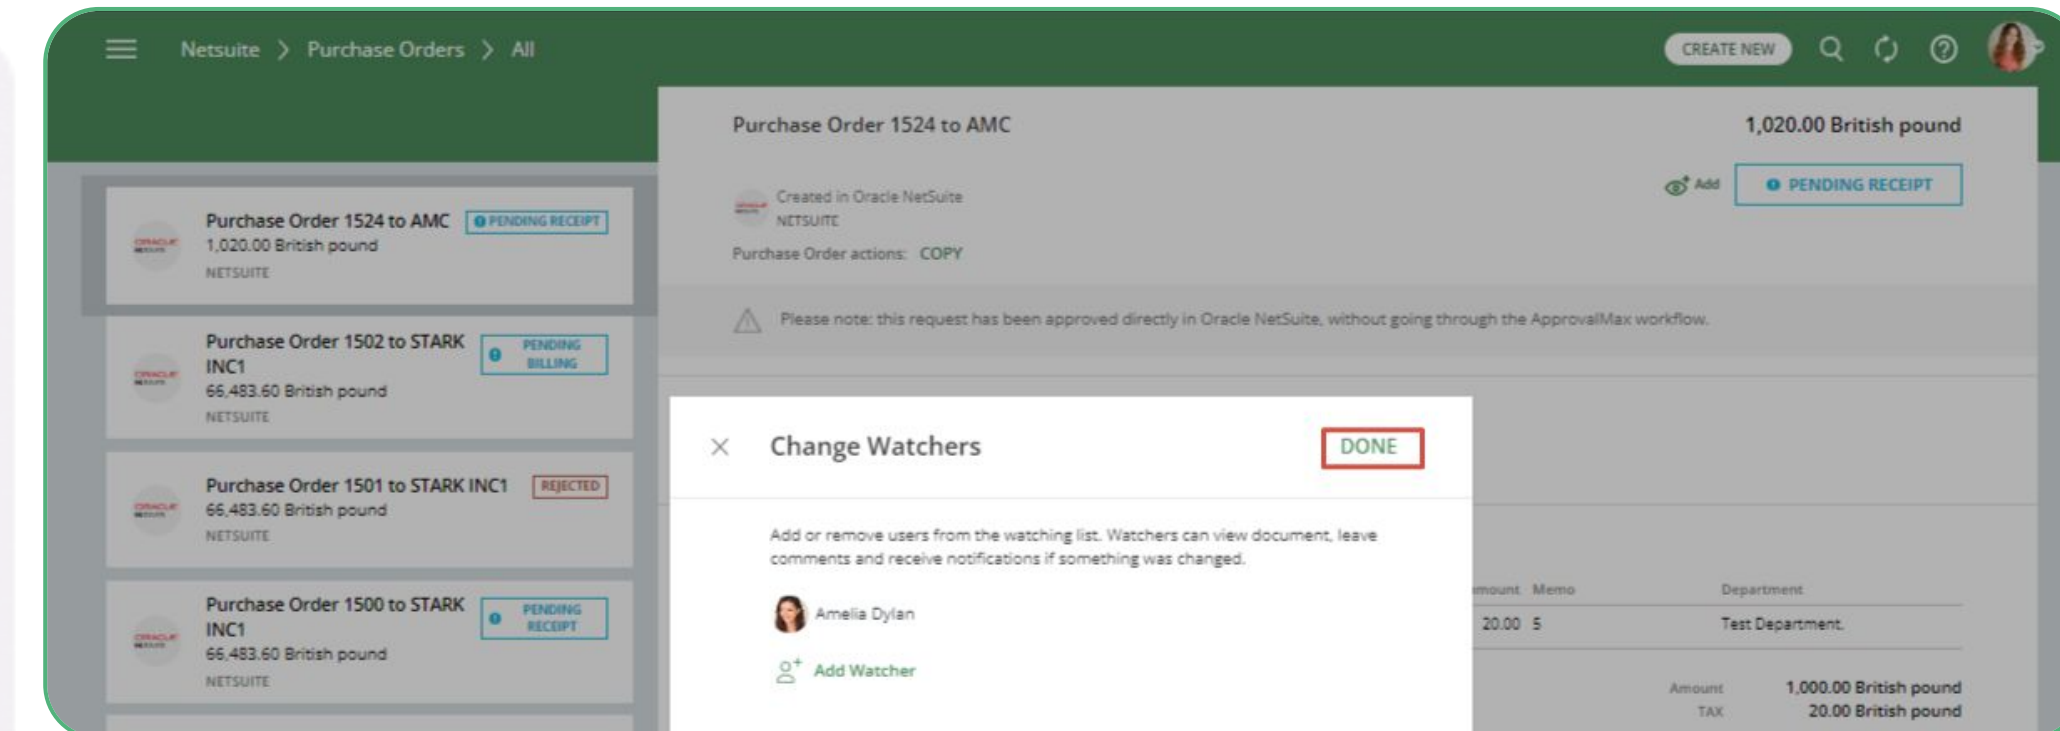 Netsuite > Purchase Orders > All
CREATE NEW
Purchase Order 1524 to AMC
PENDING RECEIPT
1,020.00 British pound
NETSUITE
Purchase Order 1502 to STARK
INC1
PENDING
BILLING
66,483.60 British pound
NETSUITE
Purchase Order 1501 to STARK INC1
REJECTED
66,483.60 British pound
NETSUITE
Purchase Order 1500 to STARK
INC1
PENDING
RECEIPT
66,483.60 British pound
NETSUITE
Purchase Order 1524 to AMC
1,020.00 British pound
Created in Oracle NetSuite
NETSUITE
Add
PENDING RECEIPT
Purchase Order actions: COPY
Please note: this request has been approved directly in Oracle NetSuite, without going through the ApprovalMax workflow.
Change Watchers
DONE
Add or remove users from the watching list. Watchers can view document, leave
comments and receive notifications if something was changed.
Amelia Dylan
Add Watcher
Memo
Department
20.00 5
Test Department.
Amount 1,000.00 British pound
TAX 20.00 British pound